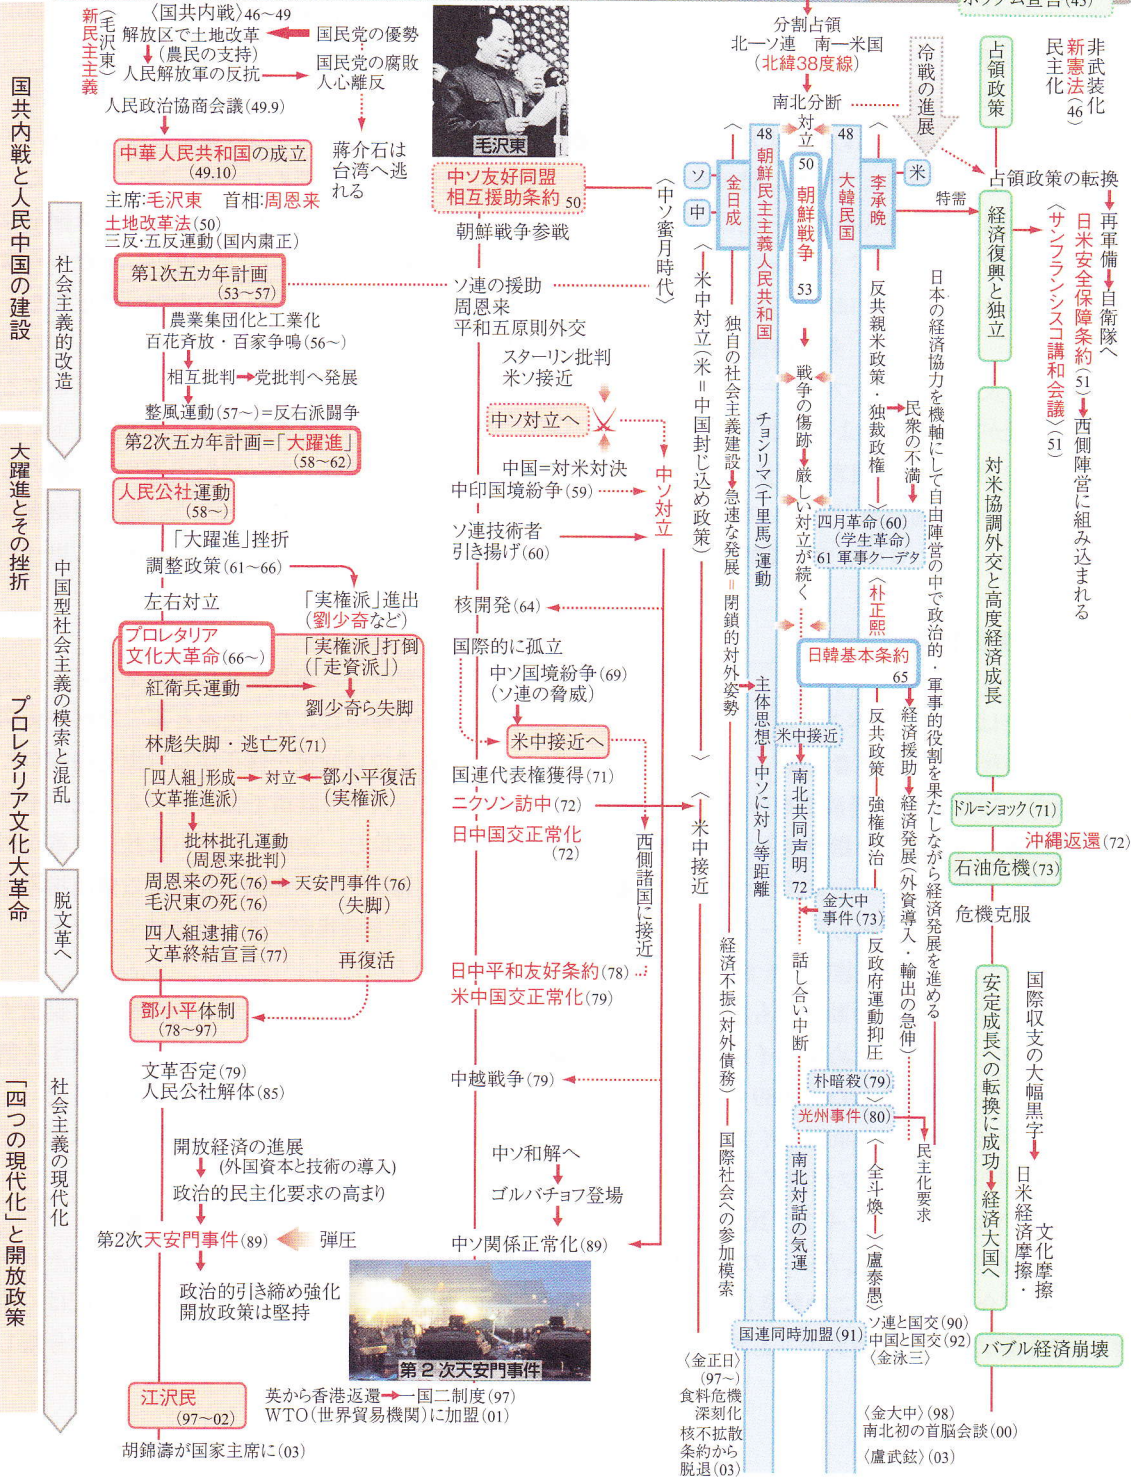 国共内戦と人民中国の建設
大躍進とその挫折
プロレタリア文化大革命
「四つの現代化」と開放政策
社会主義的改造
中国型社会主義の模索と混乱
脱文革へ
社会主義の現代化
新民主主義
(毛沢東)
〈国共内戦〉46〜49
解放区で土地改革
国民党の優勢
(農民の支持)
人民解放軍の反抗
国民党の腐敗
人心離反
人民政治協商会議(49.9)
中華人民共和国の成立
(49.10)
蔣介石は
台湾へ逃
れる
主席:毛沢東 首相:周恩来
土地改革法(50)
三反・五反運動(国内粛正)
第1次五カ年計画
(53〜57)
農業集団化と工業化
百花斉放・百家争鳴(56〜)
相互批判
党批判へ発展
整風運動(57〜)=反右派闘争
第2次五カ年計画=「大躍進」
(58〜62)
人民公社運動
(58〜)
「大躍進」挫折
調整政策(61〜66)
左右対立
「実権派」進出
(劉少奇など)
プロレタリア
文化大革命(66〜)
「実権派」打倒
(「走資派」)
紅衛兵運動
劉少奇ら失脚
林彪失脚・逃亡死(71)
「四人組」形成
対立
鄧小平復活
(文革推進派)
(実権派)
批林批孔運動
(周恩来批判)
周恩来の死(76)
天安門事件(76)
毛沢東の死(76)
(失脚)
四人組逮捕(76)
文革終結宣言(77)
再復活
鄧小平体制
(78〜97)
文革否定(79)
人民公社解体(85)
開放経済の進展
(外国資本と技術の導入)
政治的民主化要求の高まり
第2次天安門事件(89)
弾圧
政治的引き締め強化
開放政策は堅持
江沢民
(97〜02)
英から香港返還
一国二制度(97)
WTO(世界貿易機関)に加盟(01)
胡錦濤が国家主席に(03)
毛沢東
中ソ友好同盟
相互援助条約50
朝鮮戦争参戦
〈中ソ蜜月時代〉
ソ連の援助
周恩来
平和五原則外交
スターリン批判
米ソ接近
中ソ対立へ
中国=対米対決
中印国境紛争(59)
中ソ対立
ソ連技術者
引き揚げ(60)
核開発(64)
国際的に孤立
中ソ国境紛争(69)
(ソ連の脅威)
米中接近へ
国連代表権獲得(71)
ニクソン訪中(72)
日中国交正常化
(72)
西側諸国に接近
日中平和友好条約(78)
米中国交正常化(79)
中越戦争(79)
中ソ和解へ
ゴルバチョフ登場
中ソ関係正常化(89)
第2次天安門事件
分割占領
北―ソ連 南―米国
(北緯38度線)
南北分断
冷戦の進展
対立
ソ
中
〈金日成
48
朝鮮民主主義人民共和国
50
朝鮮戦争
53
48
大韓民国
〈李承晩
米
〈米中対立(米=中国封じ込め政策)
〉
〈米中接近
独自の社会主義建設
急速な発展=閉鎖的対外姿勢
チョンリマ(千里馬)運動
主体思想
中ソに対し等距離
経済不振(対外債務)
国際社会への参加模索
戦争の傷跡
厳しい対立が続く
反共親米政策・独裁政権〉
民衆の不満
四月革命(60)
(学生革命)
61軍事クーデタ
〈朴正熙
日韓基本条約
65
米中接近
南北共同声明
72
反共政策
強権政治
経済援助
経済発展(外資導入・輸出の急伸)
金大中
事件(73)
話し合い中断
反政府運動抑圧
〉
朴暗殺(79)
光州事件(80)
民主化要求
南北対話の気運
〈全斗煥〉
〈盧泰愚〉
国連同時加盟(91)
ソ連と国交(90)
中国と国交(92)
〈金泳三〉
〈金正日〉
(97〜)
食料危機
深刻化
核不拡散
条約から
脱退(03)
〈金大中〉(98)
南北初の首脳会談(00)
〈盧武鉉〉(03)
日本の経済協力を機軸にして自由陣営の中で政治的・軍事的役割を果たしながら経済発展を進める
占領政策
非武装化
新憲法(46)
民主化
占領政策の転換
特需
経済復興と独立
再軍備
自衛隊へ
日米安全保障条約(51)
西側陣営に組み込まれる
〈サンフランシスコ講和会議〉(51)
対米協調外交と高度経済成長
ドル=ショック(71)
沖縄返還(72)
石油危機(73)
危機克服
安定成長への転換に成功
経済大国へ
国際収支の大幅黒字
日米経済摩擦・
文化摩擦
バブル経済崩壊